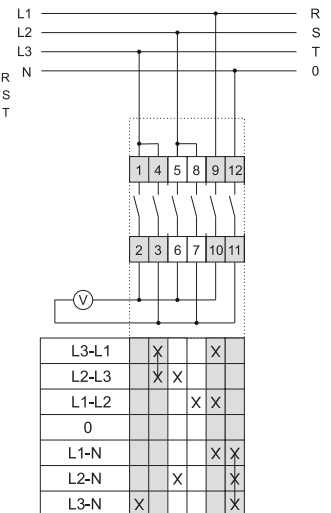 L1 R
L2 S
L3 T
N 0
R
S
T
1 4 5 8 9 12
2 3 6 7 10 11
V
L3-L1 X X
L2-L3 X X
L1-L2 X X
0
L1-N X X
L2-N X X
L3-N X X